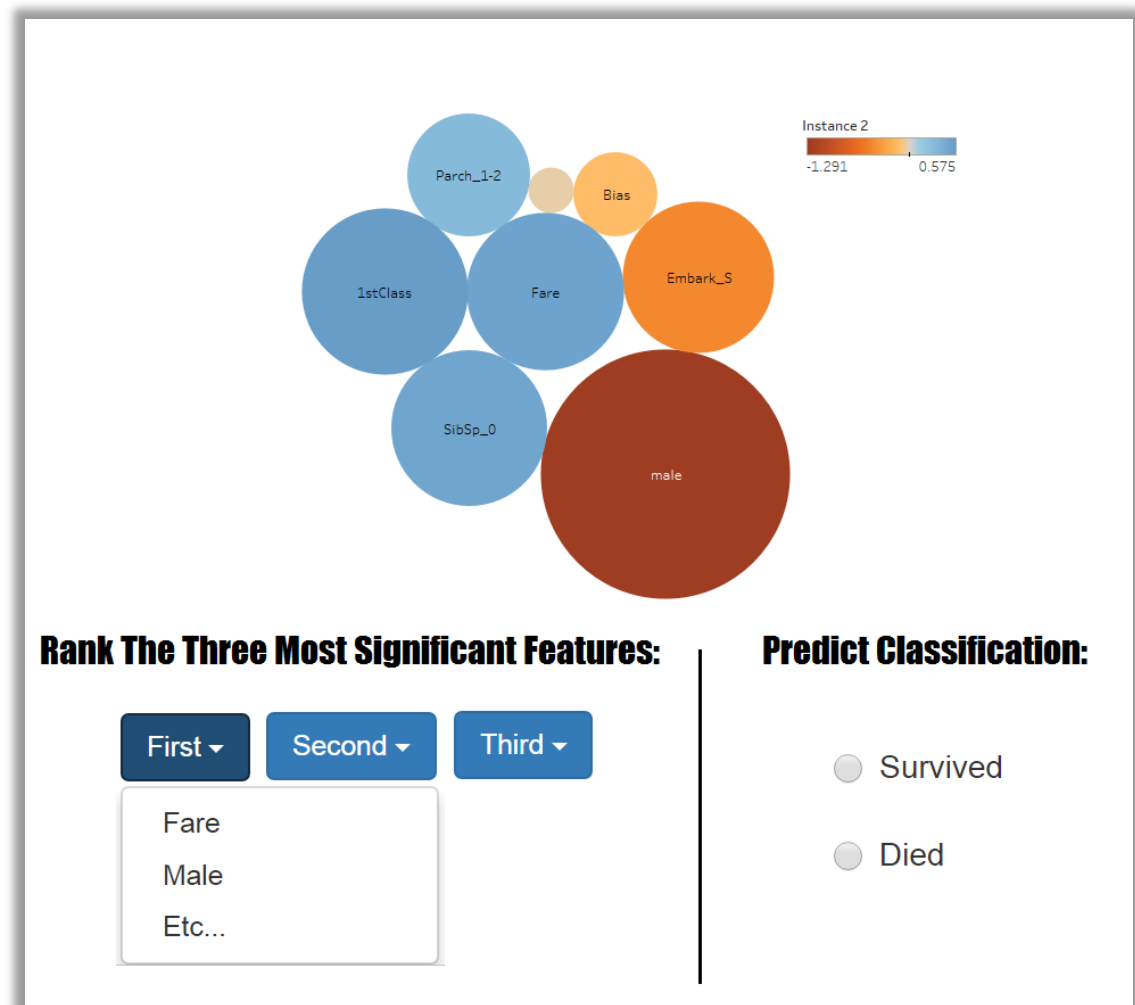 Instance 2
-1.291 0.575
Parch_1-2
Bias
Embark_S
1stClass
Fare
SibSp_0
male
Rank The Three Most Significant Features:
First
Second
Third
Fare
Male
Etc...
Predict Classification:
Survived
Died